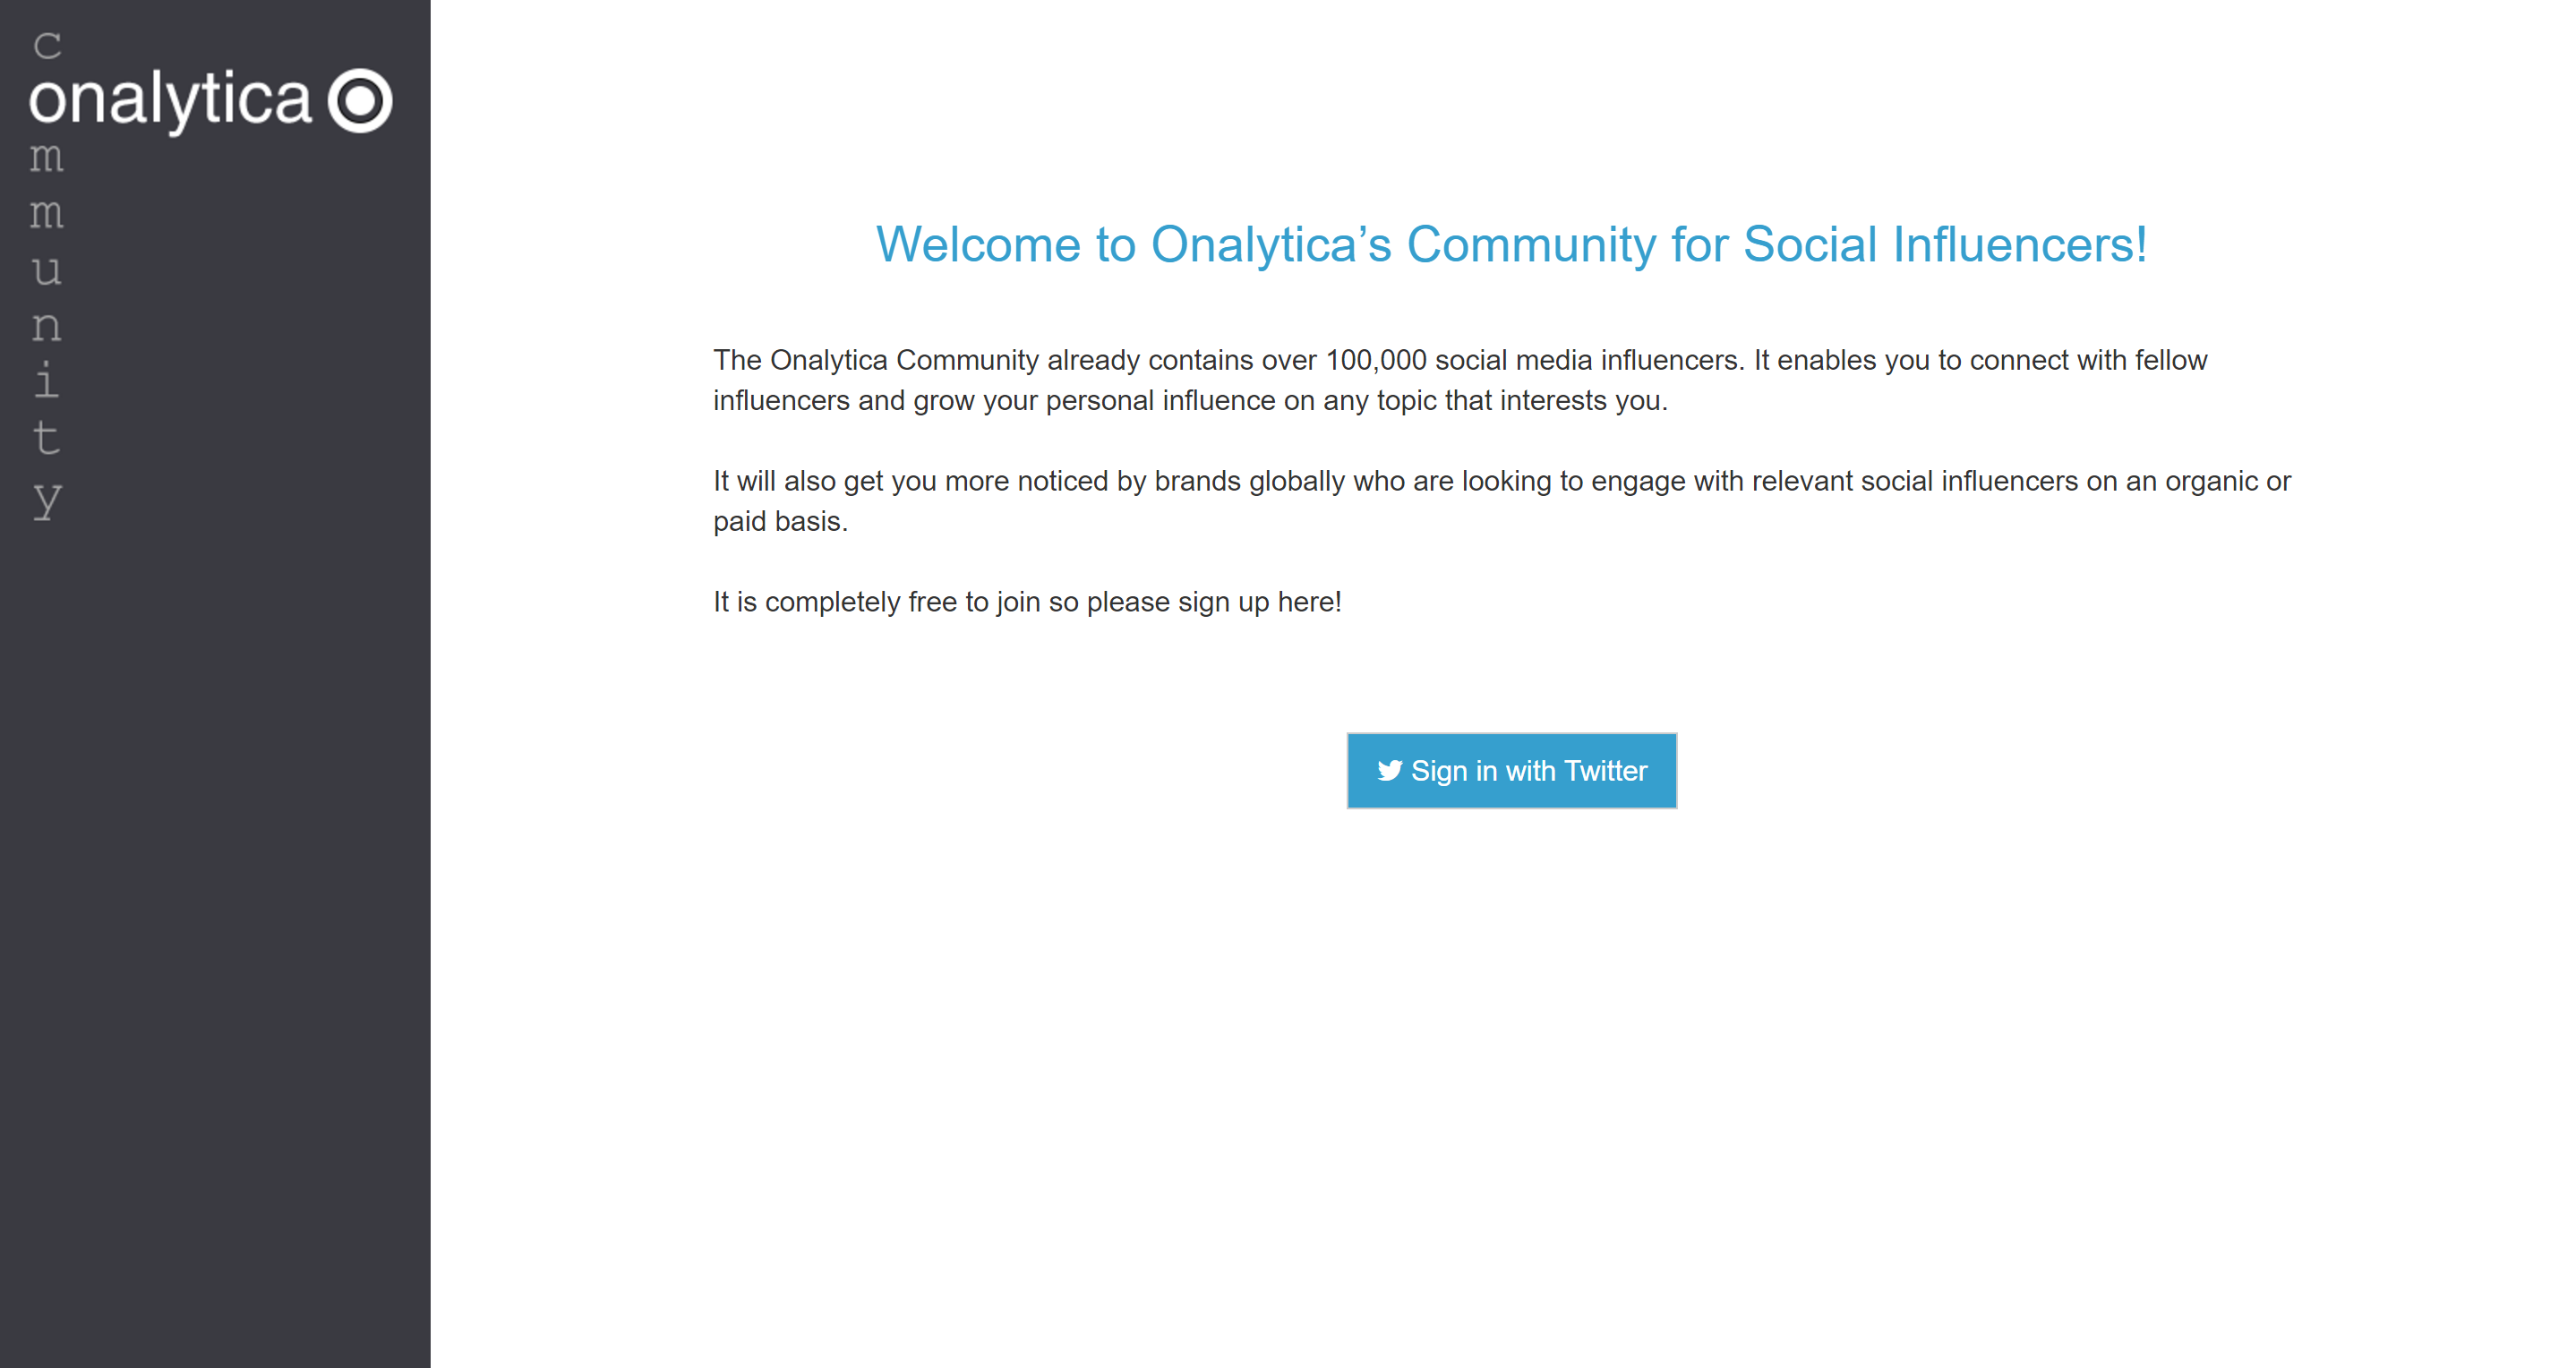 c
onalytica
m
m
u
n
i
t
y
Welcome to Onalytica’s Community for Social Influencers!
The Onalytica Community already contains over 100,000 social media influencers. It enables you to connect with fellow
influencers and grow your personal influence on any topic that interests you.
It will also get you more noticed by brands globally who are looking to engage with relevant social influencers on an organic or
paid basis.
It is completely free to join so please sign up here!
Sign in with Twitter